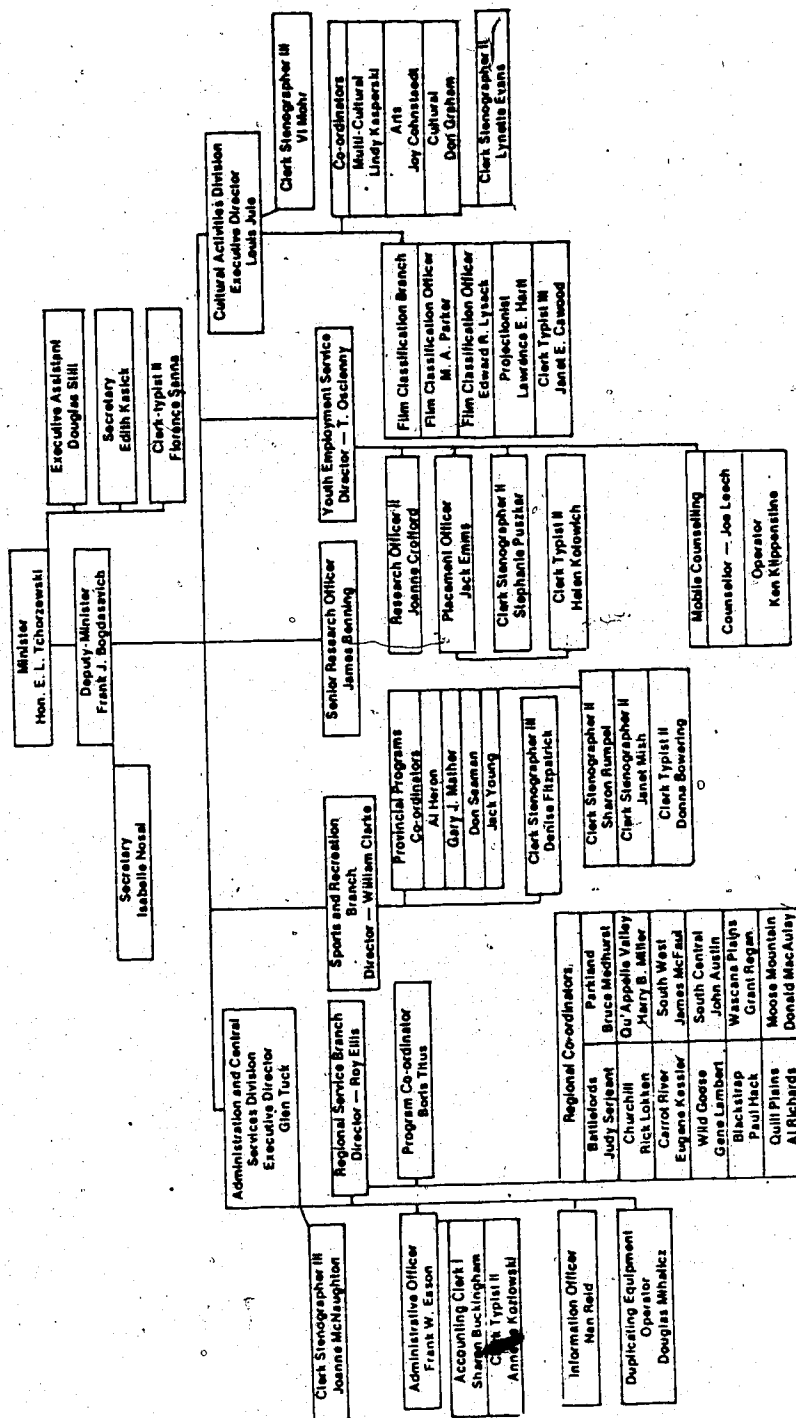 Minister
Hon. E. L. Tchorzewski
Executive Assistant
Douglas Still
Secretary
Edith Kasick
Clerk-typist II
Florence Sanna
Deputy-Minister
Frank J. Bogdasavich
Secretary
Isabelle Nosal
Administration and Central
Services Division
Executive Director
Glen Tuck
Clerk Stenographer III
Joanne McNaughton
Administrative Officer
Frank W. Eason
Accounting Clerk I
Sharon Buckingham
Clerk Typist II
Kozlowski
Information Officer
Nan Reid
Duplicating Equipment
Operator
Douglas Mihalicz
Regional Service Branch
Director — Roy Ellis
Program Co-ordinator
Boris Titus
Regional Co-ordinators
Battlefords
Judy Serjeant
Parkland
Bruce Medhurst
Churchill
Rick Lokken
Qu'Appelle Valley
Harry B. Miller
Carrot River
Eugene Kessler
South West
James McFaul
Wild Goose
Gene Lambert
South Central
John Austin
Blackstrap
Paul Hack
Wascana Plains
Grant Regan
Quill Plains
Al Richards
Moose Mountain
Donald MacAulay
Sports and Recreation
Branch
Director — William Clarke
Provincial Programs
Co-ordinators
Al Heron
Gary J. Mather
Don Seaman
Jack Young
Clerk Stenographer III
Denise Fitzpatrick
Clerk Stenographer II
Sharon Rumpel
Clerk Stenographer II
Janet Mish
Clerk Typist II
Donna Bowering
Senior Research Officer
James Benning
Youth Employment Service
Director — T. Osclenny
Research Officer II
Joanne Crofford
Placement Officer
Jack Emms
Clerk Stenographer II
Stephanie Puszkar
Clerk Typist II
Helen Kolowich
Mobile Counselling
Counsellor — Joe Leech
Operator
Ken Klippenstine
Cultural Activities Division
Executive Director
Louis Jule
Clerk Stenographer III
Vi Mohr
Co-ordinators
Multi-Cultural
Lindy Kasperski
Arts
Joy Cohnstaedt
Cultural
Don Graham
Clerk Stenographer II
Lynette Evans
Film Classification Branch
Film Classification Officer
M. A. Parker
Film Classification Officer
Edward R. Lysack
Projectionist
Lawrence E. Hartl
Clerk Typist III
Janet E. Cawood